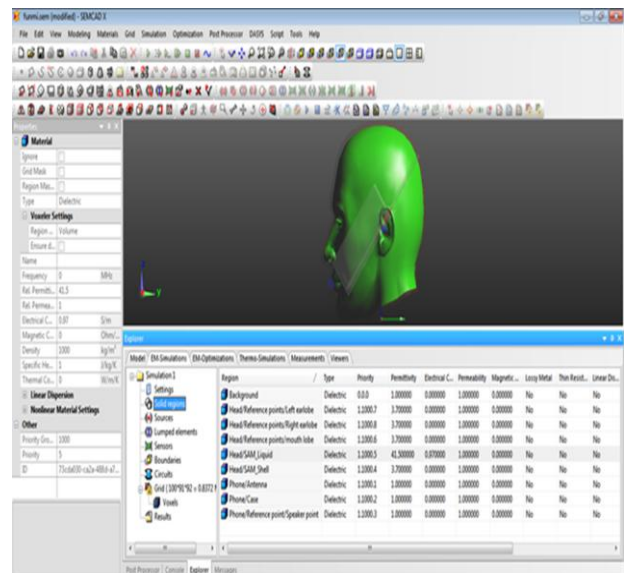 funmi.sem (modified) - SEMCAD X
File Edit View Modeling Materials Grid Simulation Optimization Post Processor DASIS Script Tools Help
Properties
Material
Ignore
Grid Mask
Region Mas...
Type Dielectric
Voxeler Settings
Region ... Volume
Ensure d...
Name
Frequency 0 MHz
Rel. Permitti... 41.5
Rel. Permea... 1
Electrical C... 0.97 S/m
Magnetic C... 0 Ohm/...
Density 1000 kg/m³
Specific He... 1 J/kg/K
Thermal Co... 0 W/m/K
Linear Dispersion
Nonlinear Material Settings
Other
Priority Gro... 1000
Priority 5
ID
y
Explorer
Model EM-Simulations EM-Optimizations Thermo-Simulations Measurements Viewers
Simulation 1
Settings
Solid regions
Sources
Lumped elements
Sensors
Boundaries
Circuits
Grid (100*91*92 = 0.8372
Voxels
Results
Region / Type Priority Permittivity Electrical C... Permeability Magnetic ... Lossy Metal Thin Resist... Linear Do...
Background Dielectric 0.0.0 1.000000 0.000000 1.000000 0.000000 No No No
Head/Reference points/Left earlobe Dielectric 1.1000.7 3.700000 0.000000 1.000000 0.000000 No No No
Head/Reference points/Right earlobe Dielectric 1.1000.8 3.700000 0.000000 1.000000 0.000000 No No No
Head/Reference points/mouth lobe Dielectric 1.1000.6 3.700000 0.000000 1.000000 0.000000 No No No
Head/SAM_Liquid Dielectric 1.1000.5 41.500000 0.970000 1.000000 0.000000 No No No
Head/SAM_Shell Dielectric 1.1000.4 3.700000 0.000000 1.000000 0.000000 No No No
Phone/Antenna Dielectric 1.1000.1 1.000000 0.000000 1.000000 0.000000 No No No
Phone/Case Dielectric 1.1000.2 1.000000 0.000000 1.000000 0.000000 No No No
Phone/Reference point/Speaker point Dielectric 1.1000.3 1.000000 0.000000 1.000000 0.000000 No No No
Post Processor Console Explorer Messages